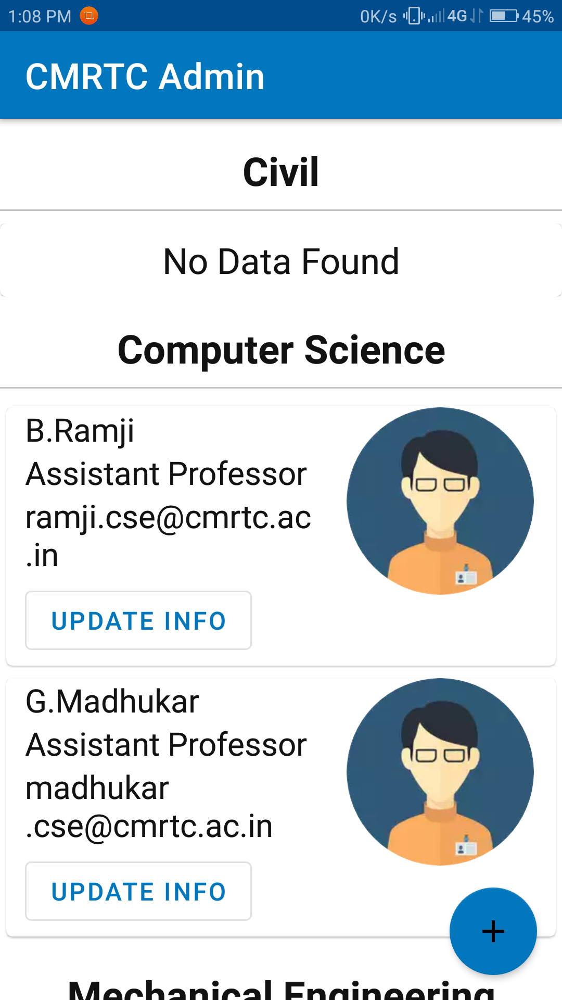 1:08 PM 0K/s 4G 45%
CMRTC Admin
Civil
No Data Found
Computer Science
B.Ramji
Assistant Professor
ramji.cse@cmrtc.ac
.in
UPDATE INFO
G.Madhukar
Assistant Professor
madhukar
.cse@cmrtc.ac.in
UPDATE INFO
+
Mechanical Engineering